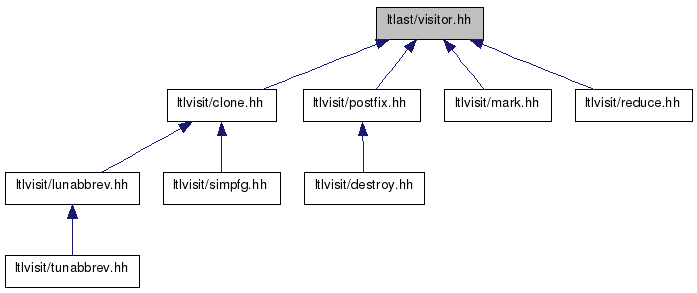 ltlast/visitor.hh
ltlvisit/clone.hh
ltlvisit/postfix.hh
ltlvisit/mark.hh
ltlvisit/reduce.hh
ltlvisit/lunabbrev.hh
ltlvisit/simpfg.hh
ltlvisit/destroy.hh
ltlvisit/tunabbrev.hh